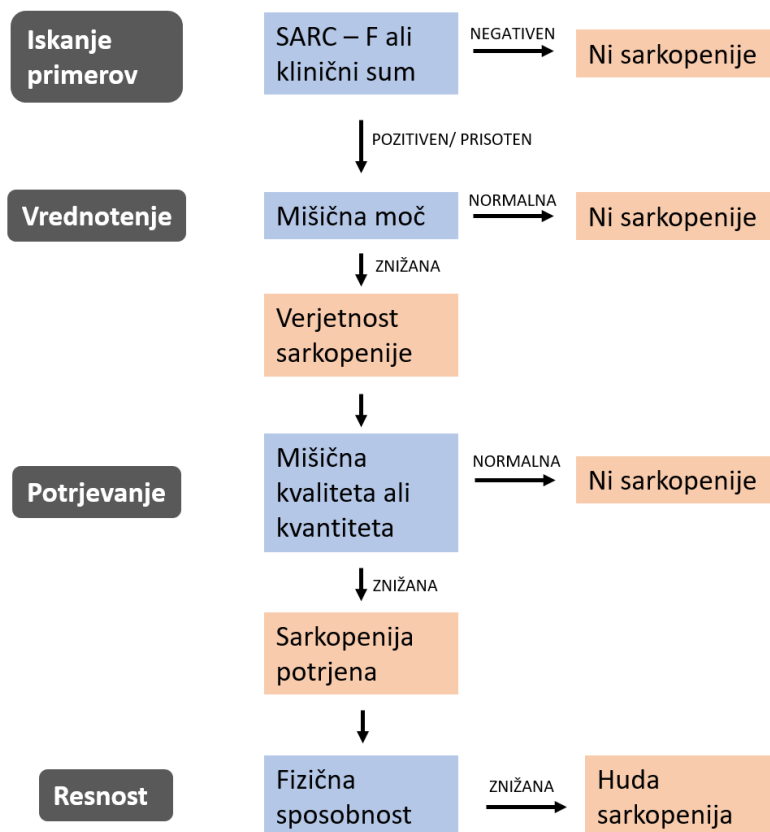 Iskanje
primerov
SARC – F ali
klinični sum
NEGATIVEN
Ni sarkopenije
POZITIVEN/ PRISOTEN
Vrednotenje
Mišična moč
NORMALNA
Ni sarkopenije
ZNIŽANA
Verjetnost
sarkopenije
Potrjevanje
Mišična
kvaliteta ali
kvantiteta
NORMALNA
Ni sarkopenije
ZNIŽANA
Sarkopenija
potrjena
Resnost
Fizična
sposobnost
ZNIŽANA
Huda
sarkopenija